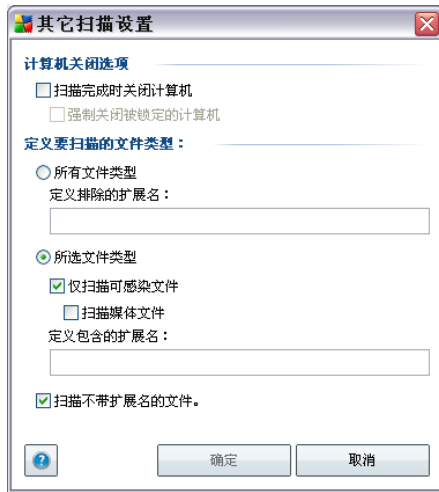 其它扫描设置
计算机关闭选项
扫描完成时关闭计算机
强制关闭被锁定的计算机
定义要扫描的文件类型：
所有文件类型
定义排除的扩展名：
所选文件类型
仅扫描可感染文件
扫描媒体文件
定义包含的扩展名：
扫描不带扩展名的文件。
确定
取消